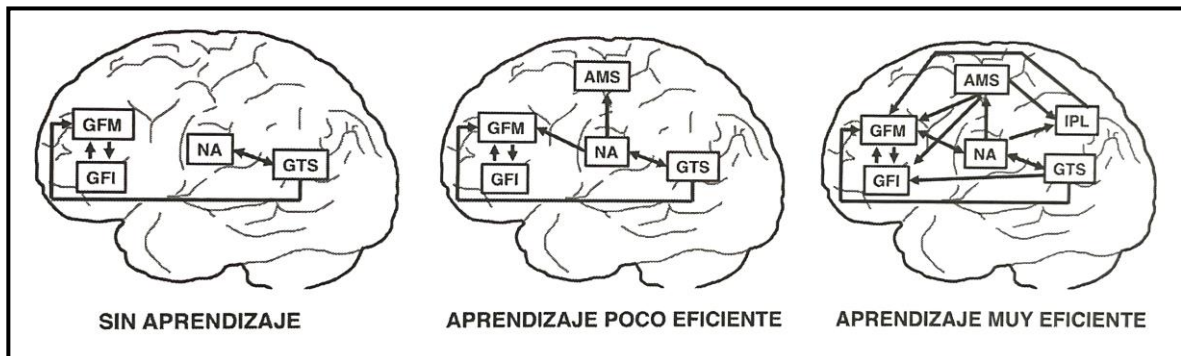 GFM
GFI
NA
GTS
SIN APRENDIZAJE
AMS
GFM
GFI
NA
GTS
APRENDIZAJE POCO EFICIENTE
AMS
IPL
GFM
NA
GFI
GTS
APRENDIZAJE MUY EFICIENTE